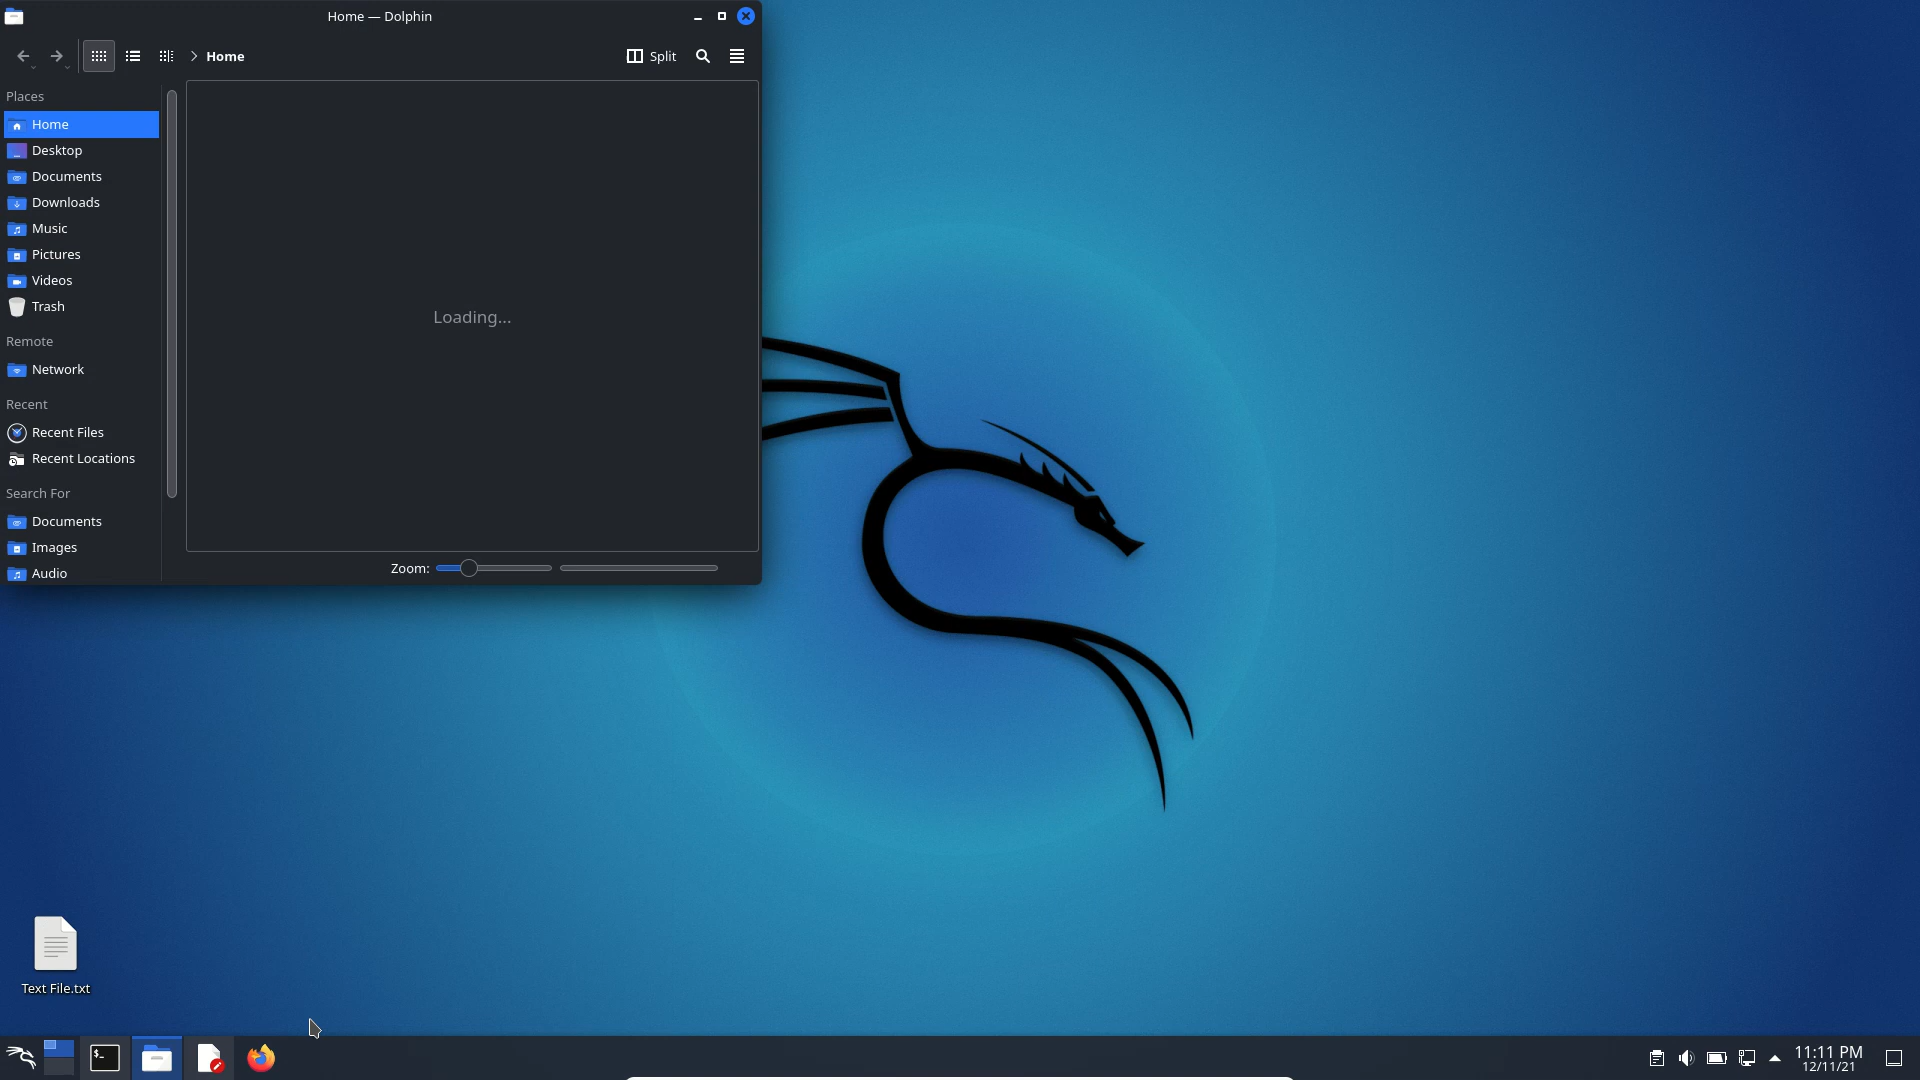 Home — Dolphin
Home
Split
Places
Home
Desktop
Documents
Downloads
Music
Pictures
Videos
Trash
Remote
Network
Recent
Recent Files
Recent Locations
Search For
Documents
Images
Audio
Loading...
Zoom:
Text File.txt
$_
11:11 PM
12/11/21